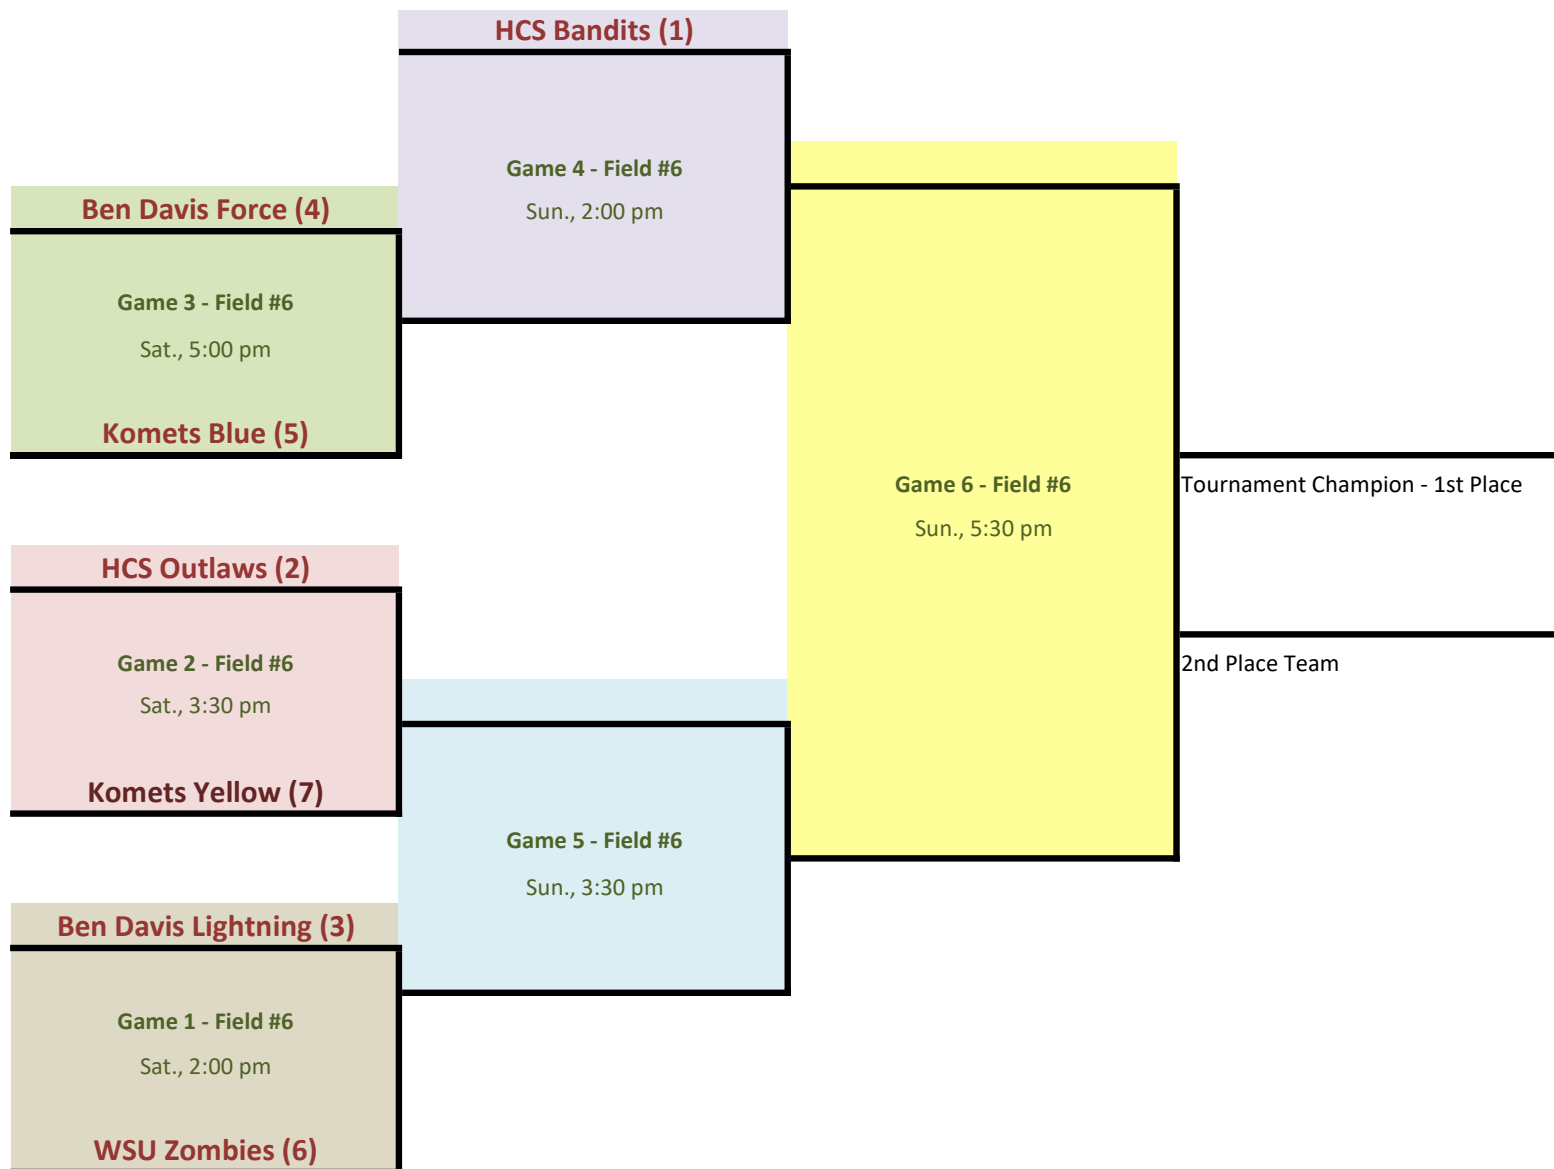 HCS Bandits (1)
Game 4 - Field #6
Sun., 2:00 pm
Ben Davis Force (4)
Game 3 - Field #6
Sat., 5:00 pm
Komets Blue (5)
Game 6 - Field #6
Sun., 5:30 pm
Tournament Champion - 1st Place
HCS Outlaws (2)
Game 2 - Field #6
Sat., 3:30 pm
Komets Yellow (7)
2nd Place Team
Game 5 - Field #6
Sun., 3:30 pm
Ben Davis Lightning (3)
Game 1 - Field #6
Sat., 2:00 pm
WSU Zombies (6)